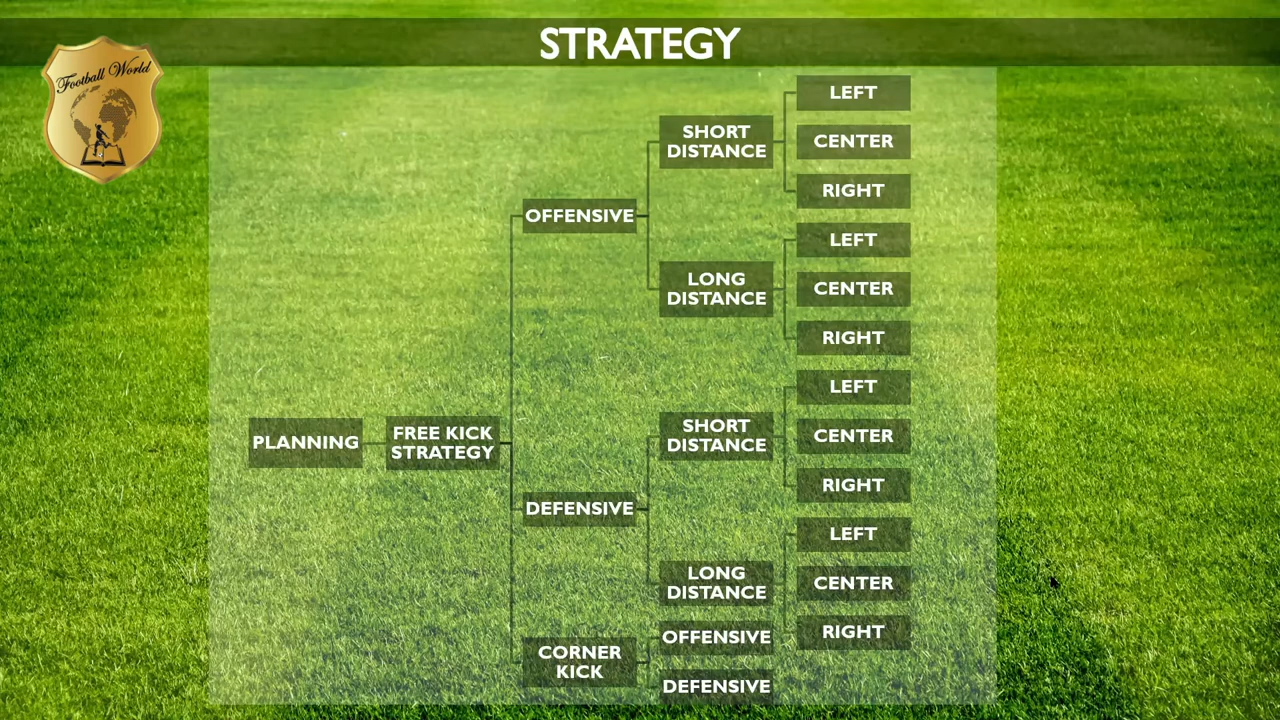 STRATEGY
Football World
LEFT
SHORT
DISTANCE
CENTER
RIGHT
OFFENSIVE
LEFT
LONG
DISTANCE
CENTER
RIGHT
PLANNING
FREE KICK
STRATEGY
LEFT
SHORT
DISTANCE
CENTER
RIGHT
DEFENSIVE
LEFT
LONG
DISTANCE
CENTER
RIGHT
CORNER
KICK
OFFENSIVE
DEFENSIVE